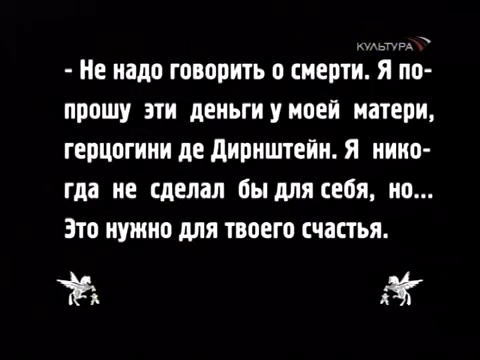 КУЛЬТУРА
- Не надо говорить о смерти. Я по-
прошу эти деньги у моей матери,
герцогини де Дирнштейн. Я нико-
гда не сделал бы для себя, но...
Это нужно для твоего счастья.